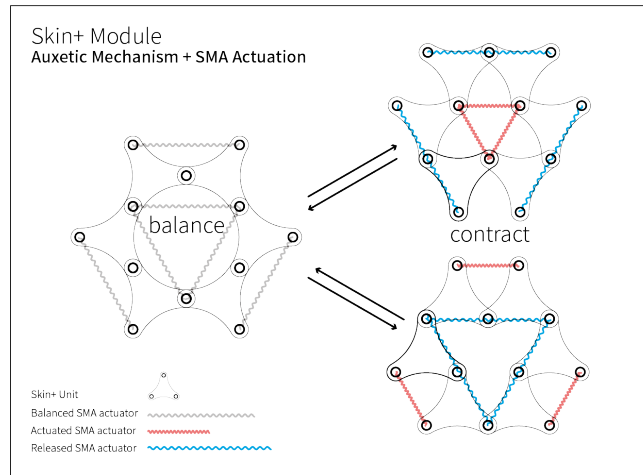 Skin+ Module
Auxetic Mechanism + SMA Actuation
balance
contract
Skin+ Unit
Balanced SMA actuator
Actuated SMA actuator
Released SMA actuator